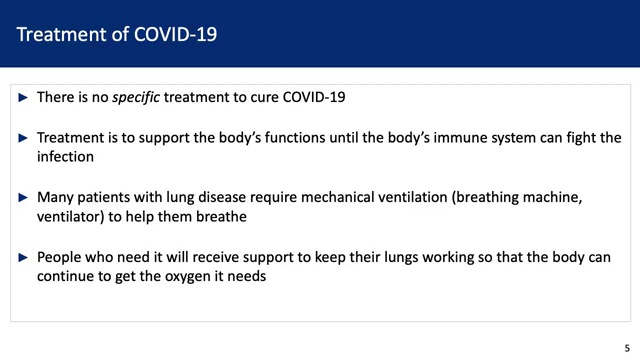 Treatment of COVID-19
► There is no specific treatment to cure COVID-19
► Treatment is to support the body's functions until the body's immune system can fight the
infection
► Many patients with lung disease require mechanical ventilation (breathing machine,
ventilator) to help them breathe
► People who need it will receive support to keep their lungs working so that the body can
continue to get the oxygen it needs
5